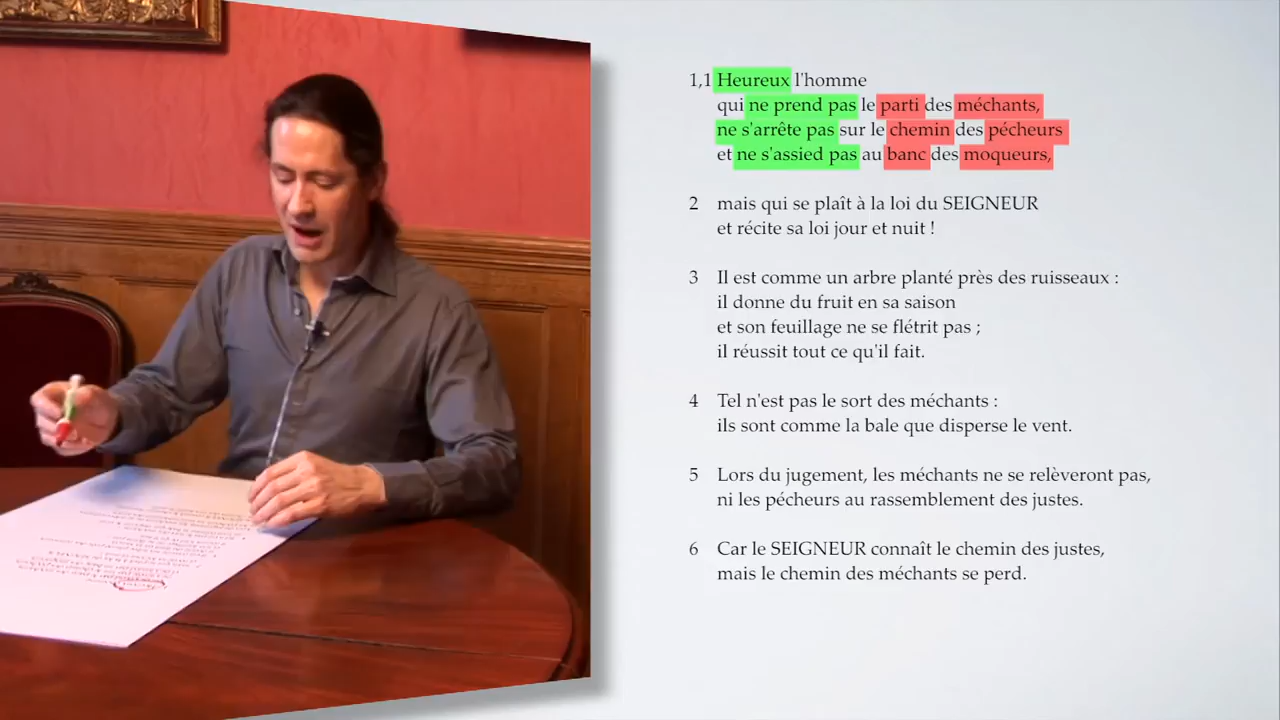 1,1 Heureux l'homme
qui ne prend pas le parti des méchants,
ne s'arrête pas sur le chemin des pécheurs
et ne s'assied pas au banc des moqueurs,
2 mais qui se plaît à la loi du SEIGNEUR
et récite sa loi jour et nuit !
3 Il est comme un arbre planté près des ruisseaux :
il donne du fruit en sa saison
et son feuillage ne se flétrit pas ;
il réussit tout ce qu'il fait.
4 Tel n'est pas le sort des méchants :
ils sont comme la bale que disperse le vent.
5 Lors du jugement, les méchants ne se relèveront pas,
ni les pécheurs au rassemblement des justes.
6 Car le SEIGNEUR connaît le chemin des justes,
mais le chemin des méchants se perd.